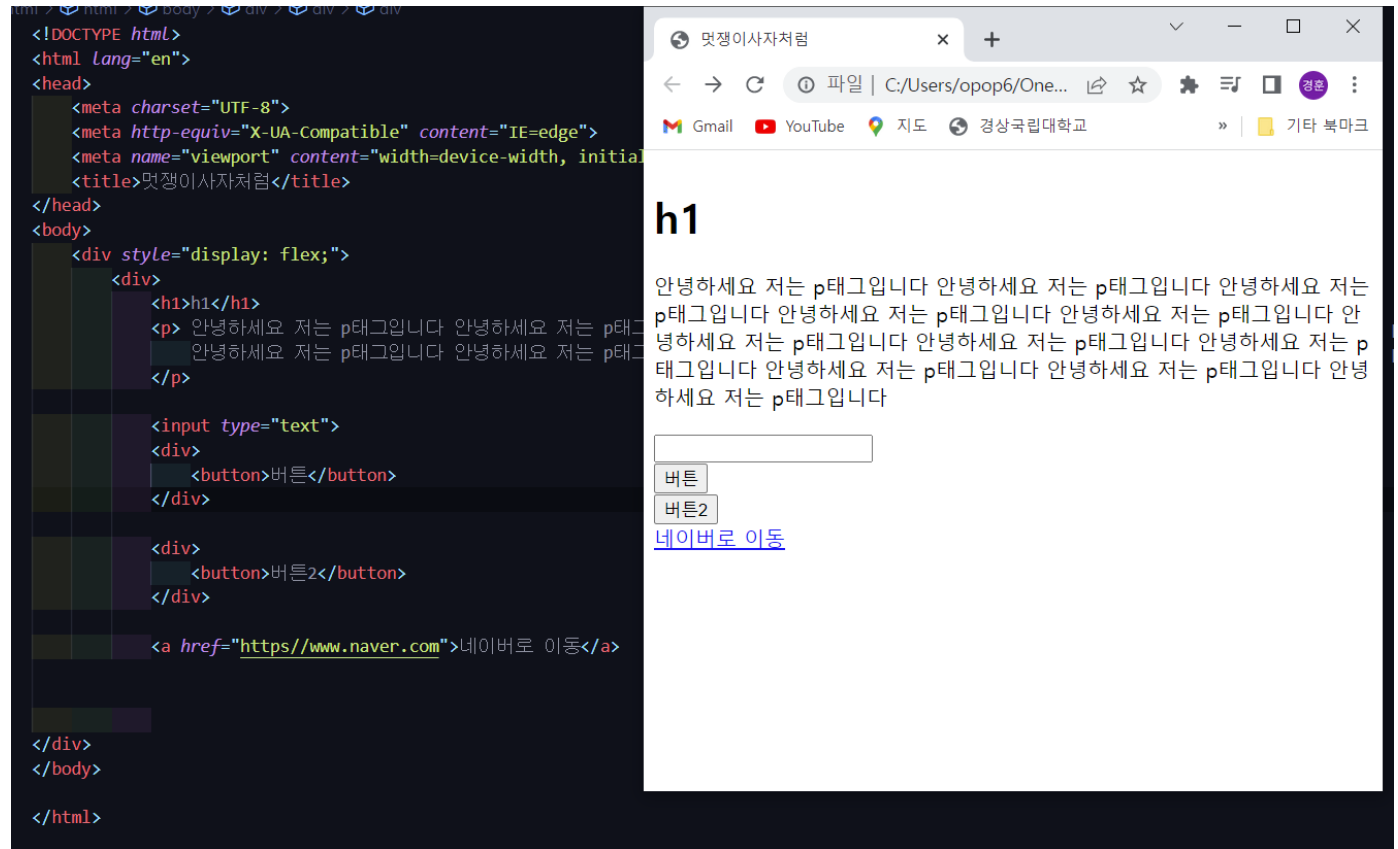 html > html > body > div > div > div
<!DOCTYPE html>
<html lang="en">
<head>
<meta charset="UTF-8">
<meta http-equiv="X-UA-Compatible" content="IE=edge">
<meta name="viewport" content="width=device-width, initial
<title>멋쟁이사자처럼</title>
</head>
<body>
<div style="display: flex;">
<div>
<h1>h1</h1>
<p> 안녕하세요 저는 p태그입니다 안녕하세요 저는 p태그
안녕하세요 저는 p태그입니다 안녕하세요 저는 p태그
</p>
<input type="text">
<div>
<button>버튼</button>
</div>
<div>
<button>버튼2</button>
</div>
<a href="https//www.naver.com">네이버로 이동</a>
</div>
</body>
</html>
멋쟁이사자처럼
파일 | C:/Users/opop6/One...
경훈
Gmail YouTube 지도 경상국립대학교 » 기타 북마크
h1
안녕하세요 저는 p태그입니다 안녕하세요 저는 p태그입니다 안녕하세요 저는
p태그입니다 안녕하세요 저는 p태그입니다 안녕하세요 저는 p태그입니다 안
녕하세요 저는 p태그입니다 안녕하세요 저는 p태그입니다 안녕하세요 저는 p
태그입니다 안녕하세요 저는 p태그입니다 안녕하세요 저는 p태그입니다 안녕
하세요 저는 p태그입니다
버튼
버튼2
네이버로 이동